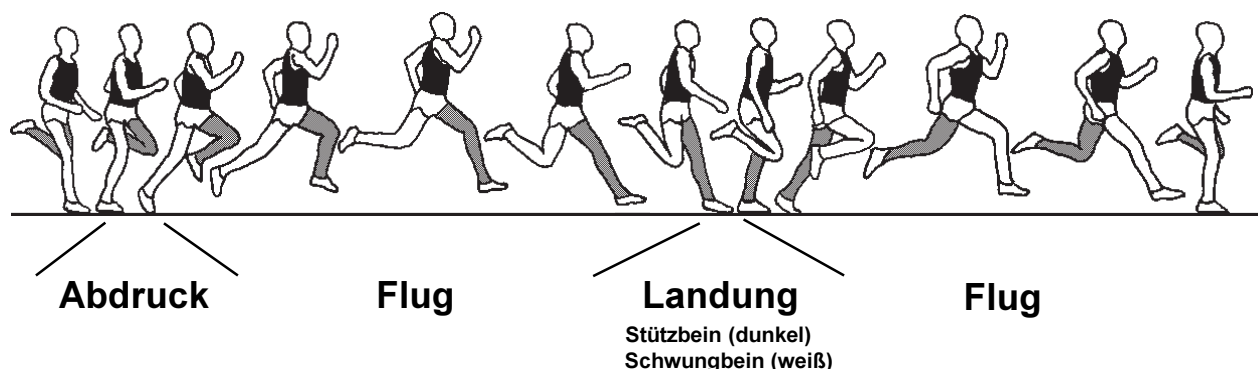 Abdruck Flug Landung Flug
Stützbein (dunkel)
Schwungbein (weiß)